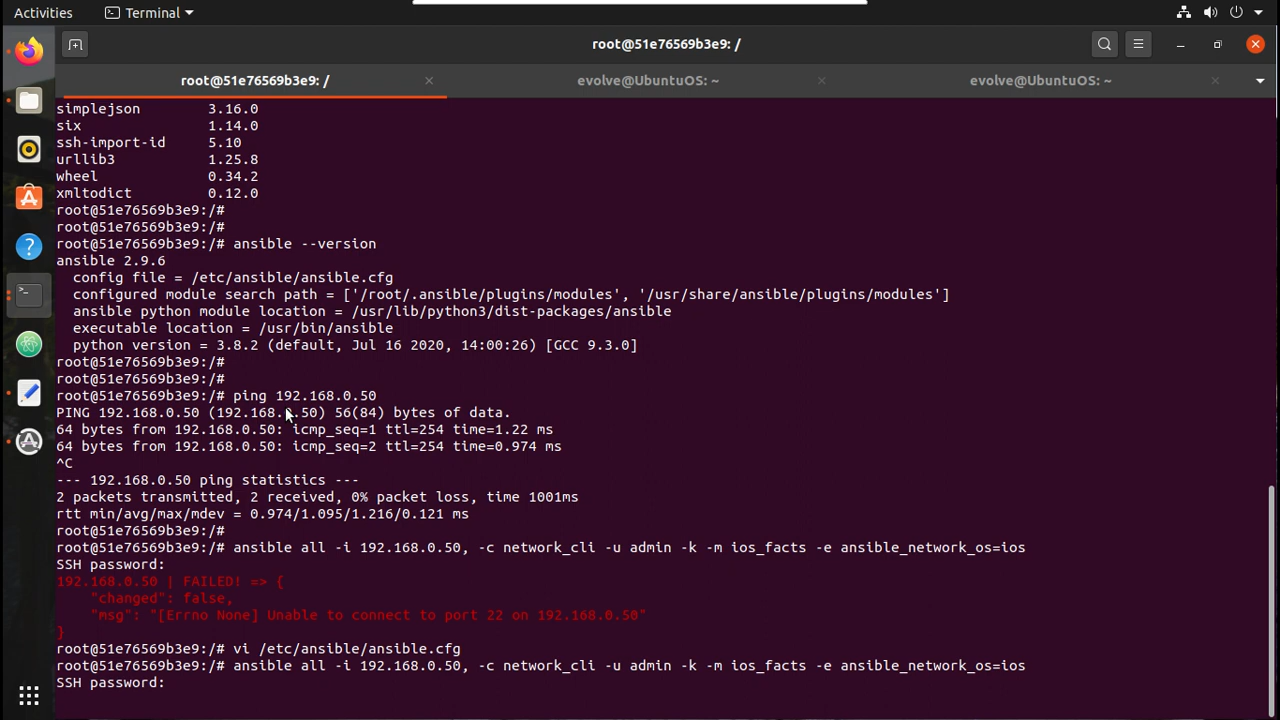 Activities
Terminal
root@51e76569b3e9: /
root@51e76569b3e9: /
evolve@UbuntuOS: ~
evolve@UbuntuOS: ~
simplejson 3.16.0
six 1.14.0
ssh-import-id 5.10
urllib3 1.25.8
wheel 0.34.2
xmltodict 0.12.0
root@51e76569b3e9:/#
root@51e76569b3e9:/#
root@51e76569b3e9:/# ansible --version
ansible 2.9.6
config file = /etc/ansible/ansible.cfg
configured module search path = ['/root/.ansible/plugins/modules', '/usr/share/ansible/plugins/modules']
ansible python module location = /usr/lib/python3/dist-packages/ansible
executable location = /usr/bin/ansible
python version = 3.8.2 (default, Jul 16 2020, 14:00:26) [GCC 9.3.0]
root@51e76569b3e9:/#
root@51e76569b3e9:/#
root@51e76569b3e9:/# ping 192.168.0.50
PING 192.168.0.50 (192.168.0.50) 56(84) bytes of data.
64 bytes from 192.168.0.50: icmp_seq=1 ttl=254 time=1.22 ms
64 bytes from 192.168.0.50: icmp_seq=2 ttl=254 time=0.974 ms
^C
--- 192.168.0.50 ping statistics ---
2 packets transmitted, 2 received, 0% packet loss, time 1001ms
rtt min/avg/max/mdev = 0.974/1.095/1.216/0.121 ms
root@51e76569b3e9:/#
root@51e76569b3e9:/# ansible all -i 192.168.0.50, -c network_cli -u admin -k -m ios_facts -e ansible_network_os=ios
SSH password:
192.168.0.50 | FAILED! => {
"changed": false,
"msg": "[Errno None] Unable to connect to port 22 on 192.168.0.50"
}
root@51e76569b3e9:/# vi /etc/ansible/ansible.cfg
root@51e76569b3e9:/# ansible all -i 192.168.0.50, -c network_cli -u admin -k -m ios_facts -e ansible_network_os=ios
SSH password: